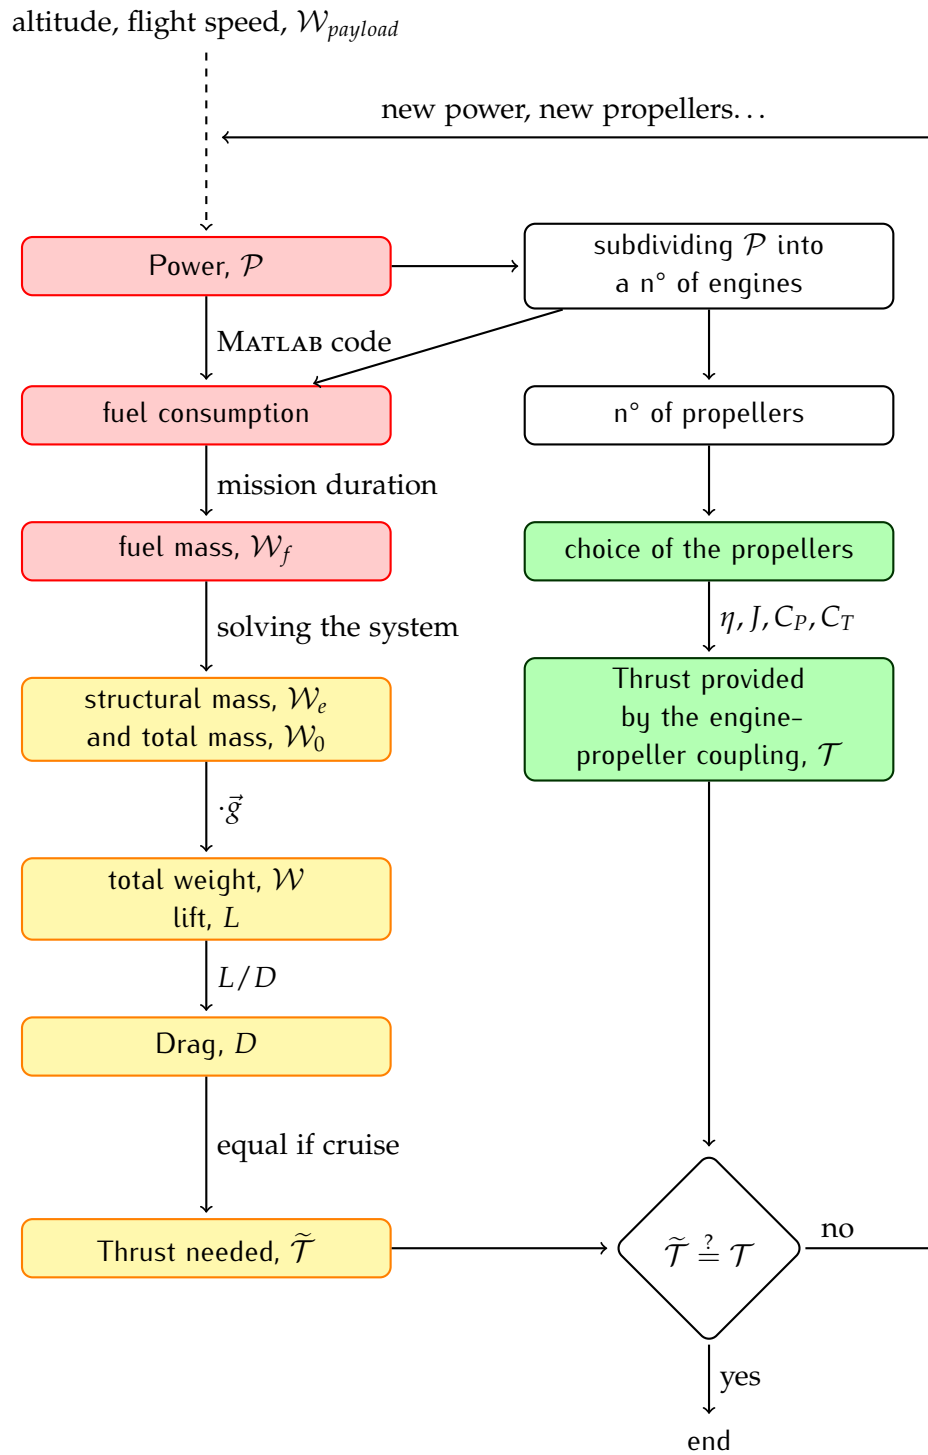 altitude, flight speed, 𝒲payload
new power, new propellers…
Power, 𝒫
subdividing 𝒫 into
a n° of engines
MATLAB code
fuel consumption
n° of propellers
mission duration
fuel mass, 𝒲f
choice of the propellers
solving the system
η, J, CP, CT
structural mass, 𝒲e
and total mass, 𝒲0
Thrust provided
by the engine-
propeller coupling, 𝒯
·g⃗
total weight, 𝒲
lift, L
L/D
Drag, D
equal if cruise
Thrust needed, 𝒯̃
𝒯̃ ≟ 𝒯
no
yes
end